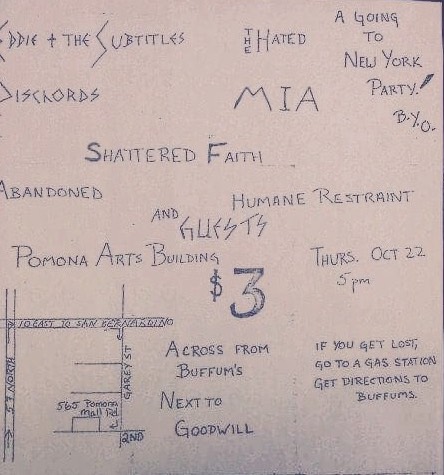 EDDIE + THE SUBTITLES
THE HATED
A GOING
TO
NEW YORK
PARTY!
B.Y.O.
DISCHORDS
MIA
SHATTERED FAITH
ABANDONED
HUMANE RESTRAINT
AND
GUESTS
POMONA ARTS BUILDING
$3
THURS. OCT 22
5pm
10 EAST TO SAN BERNARDINO
57 NORTH
GAREY ST
565 Pomona
Mall Rd.
2ND
ACROSS FROM
BUFFUM'S
NEXT TO
GOODWILL
IF YOU GET LOST,
GO TO A GAS STATION
GET DIRECTIONS TO
BUFFUMS.